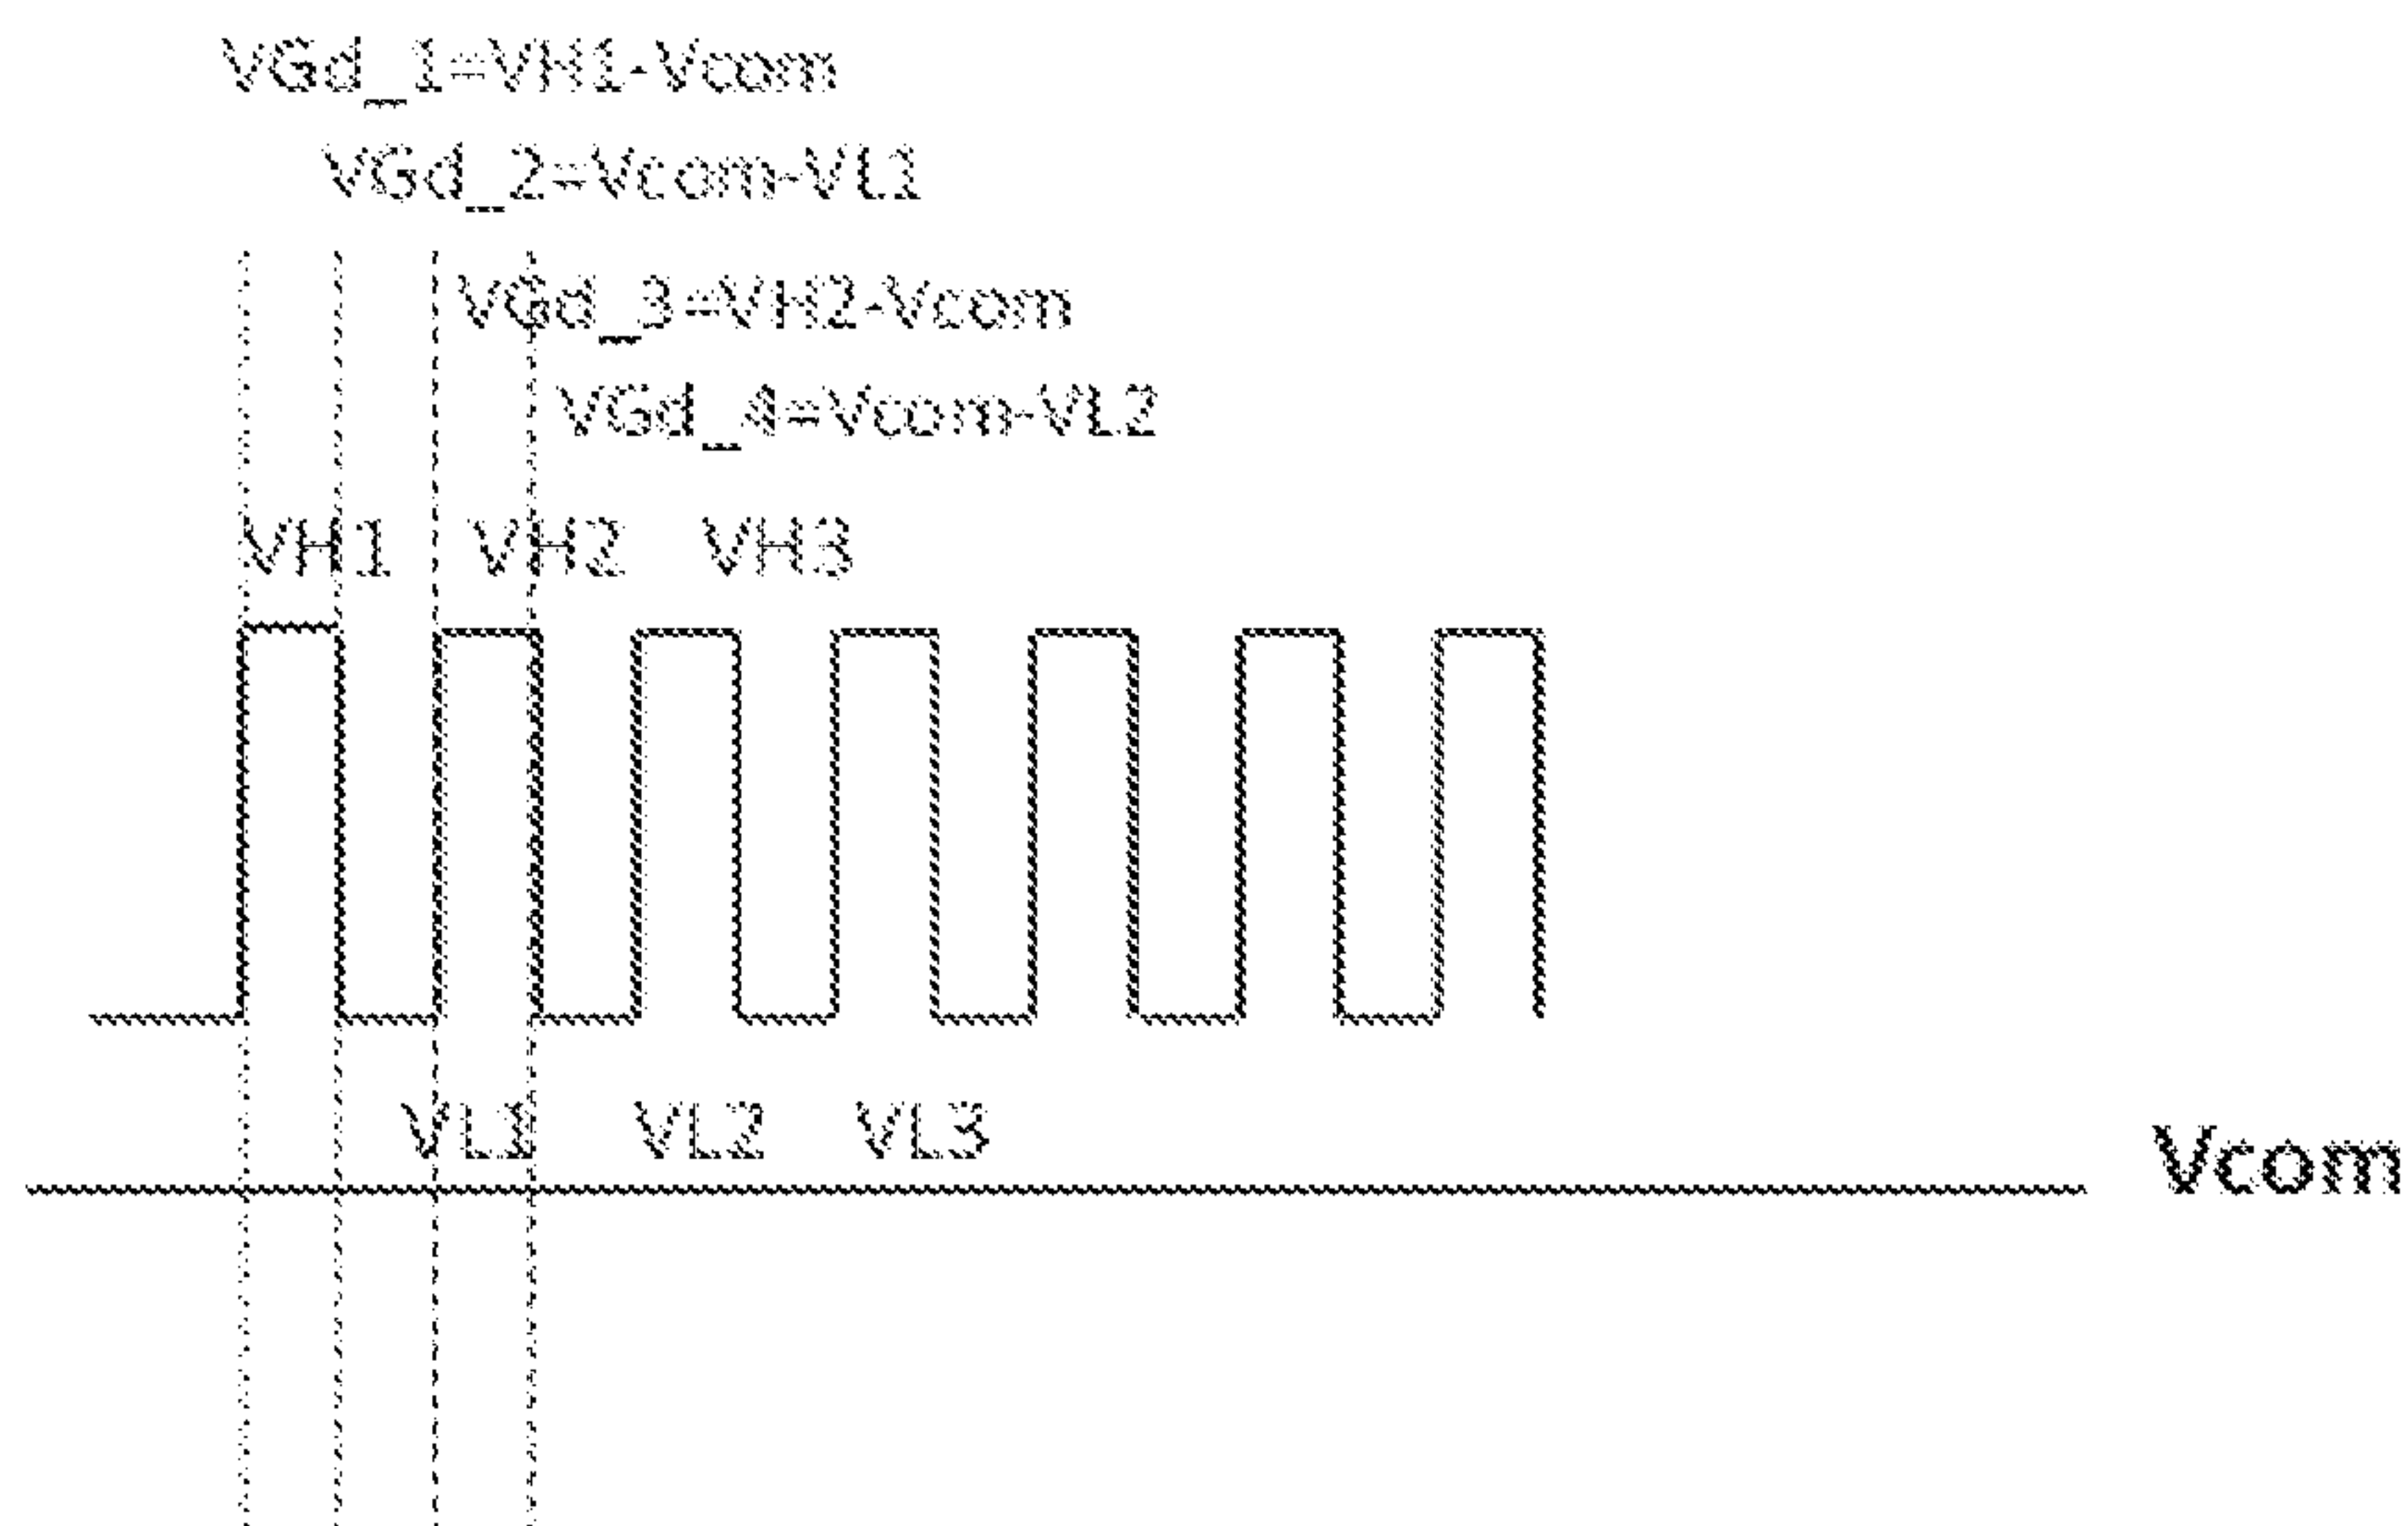 VGd_1=VH1-Vcom
VGd_2=Vcom-VL1
VGd_3=VH2-Vcom
VGd_4=Vcom-VL2
VH1 VH2 VH3
VL1 VL2 VL3
Vcom